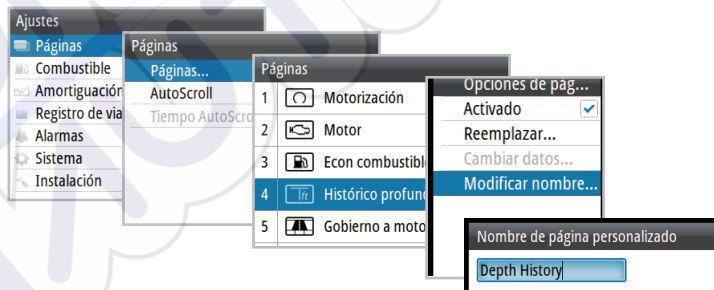 Ajustes
Páginas
Combustible
Amortiguación
Registro de via
Alarmas
Sistema
Instalación
Páginas
Páginas...
AutoScroll
Tiempo AutoScro
Páginas
1 Motorización
2 Motor
3 Econ combustibl
4 ft Histórico profund
5 Gobierno a moto
Opciones de pág...
Activado
Reemplazar...
Cambiar datos...
Modificar nombre...
Nombre de página personalizado
Depth History